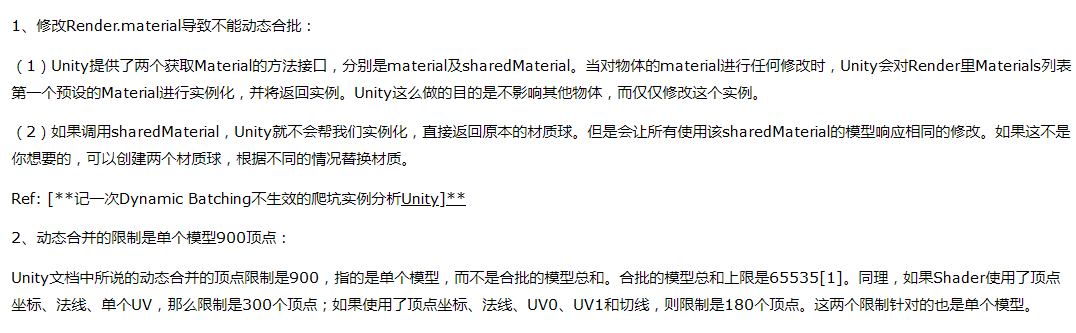 1、修改Render.material导致不能动态合批：
（1）Unity提供了两个获取Material的方法接口，分别是material及sharedMaterial。当对物体的material进行任何修改时，Unity会对Render里Materials列表
第一个预设的Material进行实例化，并将返回实例。Unity这么做的目的是不影响其他物体，而仅仅修改这个实例。
（2）如果调用sharedMaterial，Unity就不会帮我们实例化，直接返回原本的材质球。但是会让所有使用该sharedMaterial的模型响应相同的修改。如果这不是
你想要的，可以创建两个材质球，根据不同的情况替换材质。
Ref: [**记一次Dynamic Batching不生效的爬坑实例分析Unity]**
2、动态合并的限制是单个模型900顶点：
Unity文档中所说的动态合并的顶点限制是900，指的是单个模型，而不是合批的模型总和。合批的模型总和上限是65535[1]。同理，如果Shader使用了顶点
坐标、法线、单个UV，那么限制是300个顶点；如果使用了顶点坐标、法线、UV0、UV1和切线，则限制是180个顶点。这两个限制针对的也是单个模型。